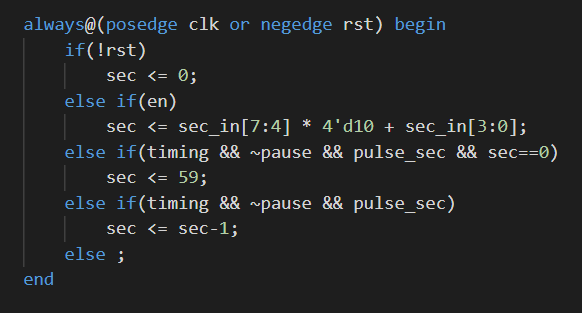 always@(posedge clk or negedge rst) begin
    if(!rst)
        sec <= 0;
    else if(en)
        sec <= sec_in[7:4] * 4'd10 + sec_in[3:0];
    else if(timing && ~pause && pulse_sec && sec==0)
        sec <= 59;
    else if(timing && ~pause && pulse_sec)
        sec <= sec-1;
    else ;
end